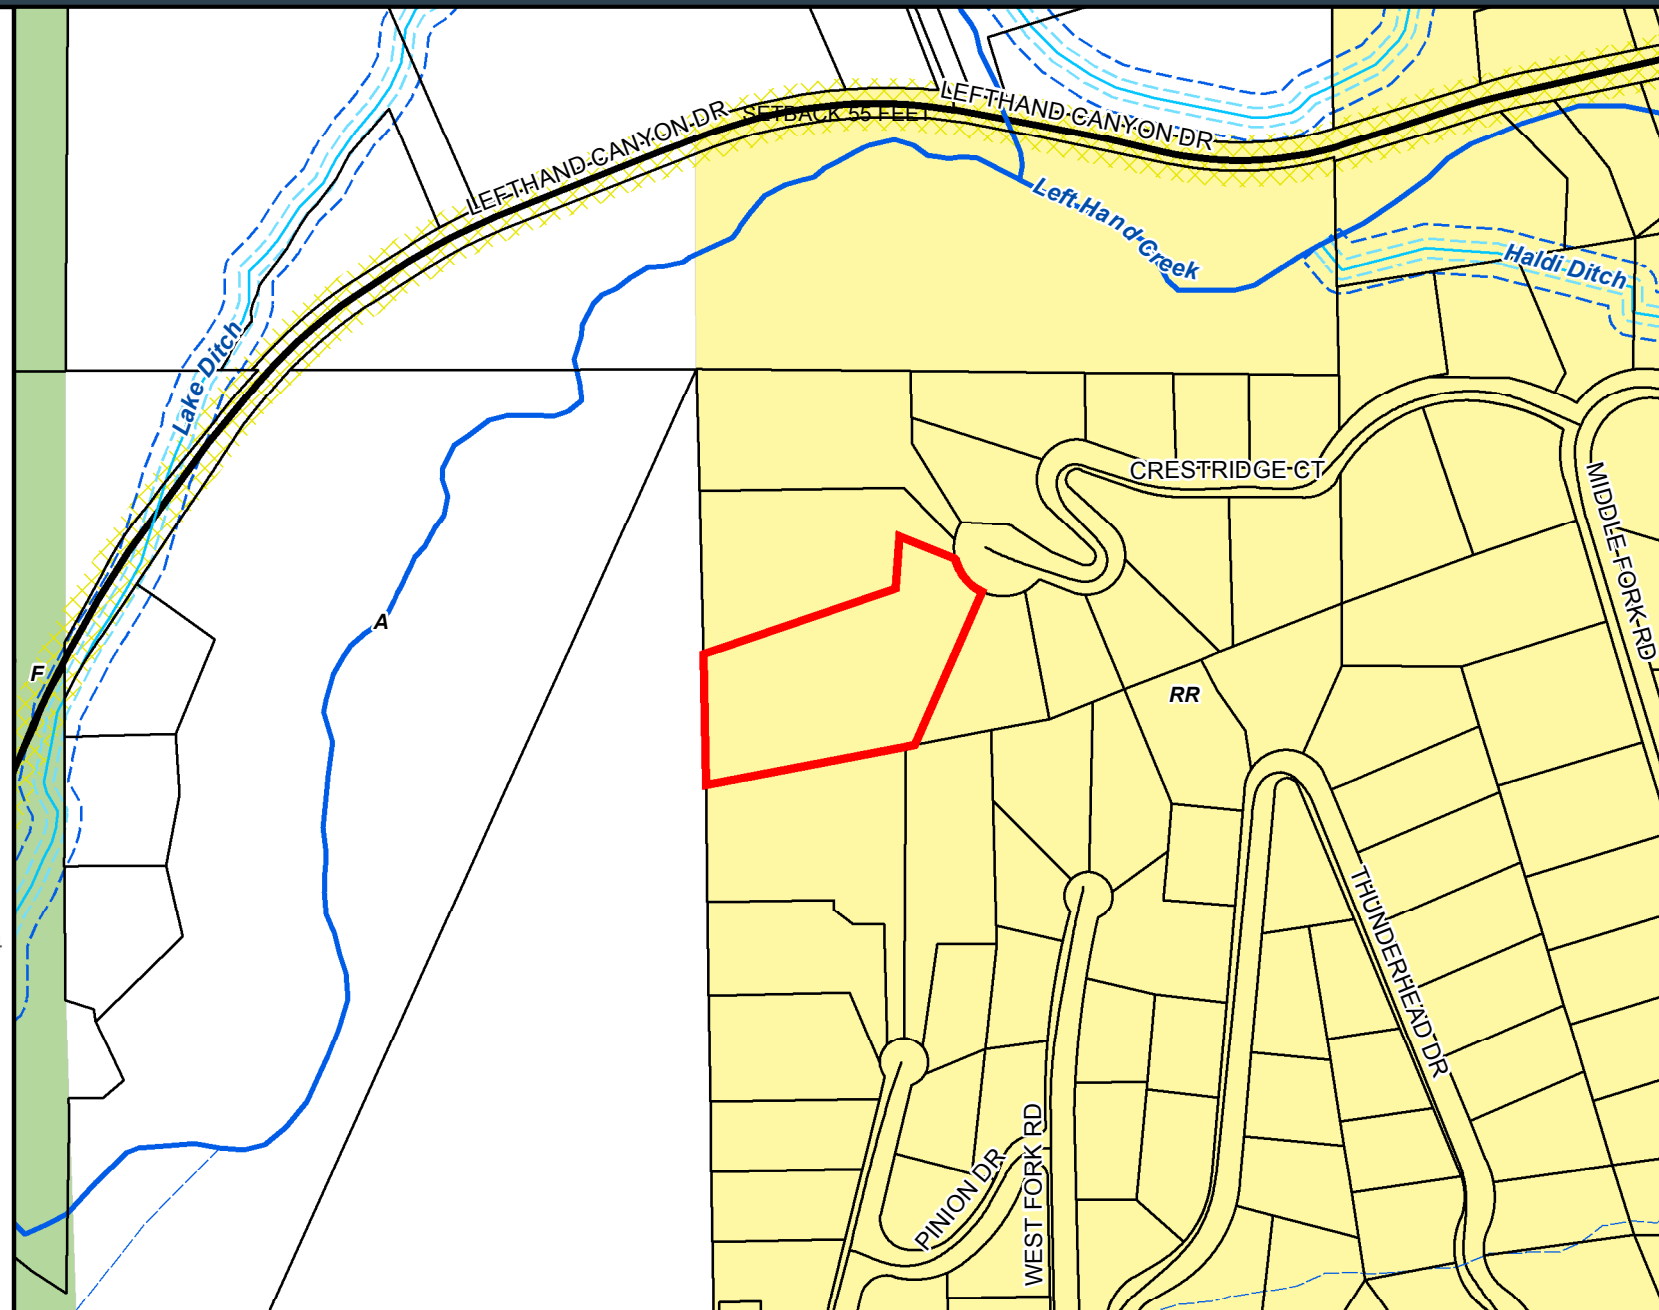 LEFTHAND CANYON DR
SETBACK 55 FEET
LEFTHAND CANYON DR
Left Hand Creek
Haldi Ditch
Lake Ditch
CRESTRIDGE CT
MIDDLE FORK RD
A
F
RR
THUNDERHEAD DR
PINION DR
WEST FORK RD